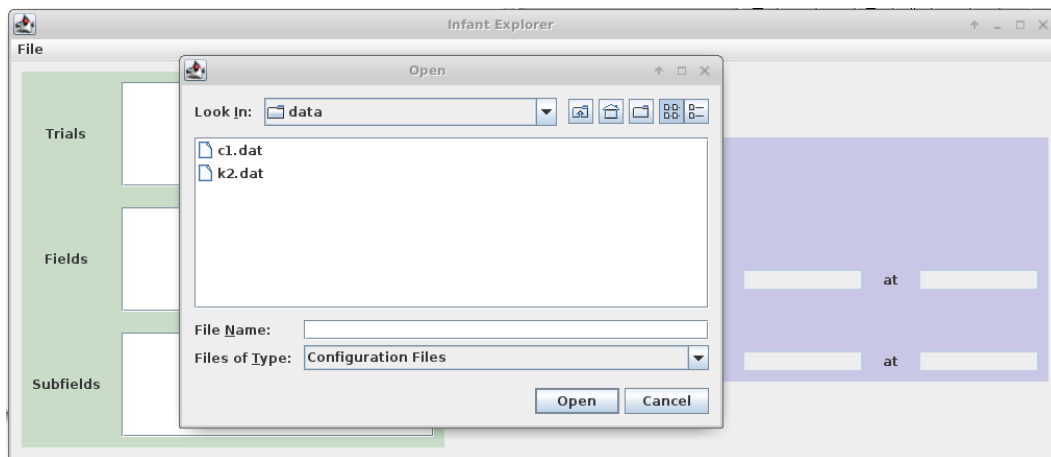 Infant Explorer
File
Open
Look In: data
Trials
c1.dat
k2.dat
Fields
at
File Name:
Files of Type: Configuration Files
at
Subfields
Open Cancel